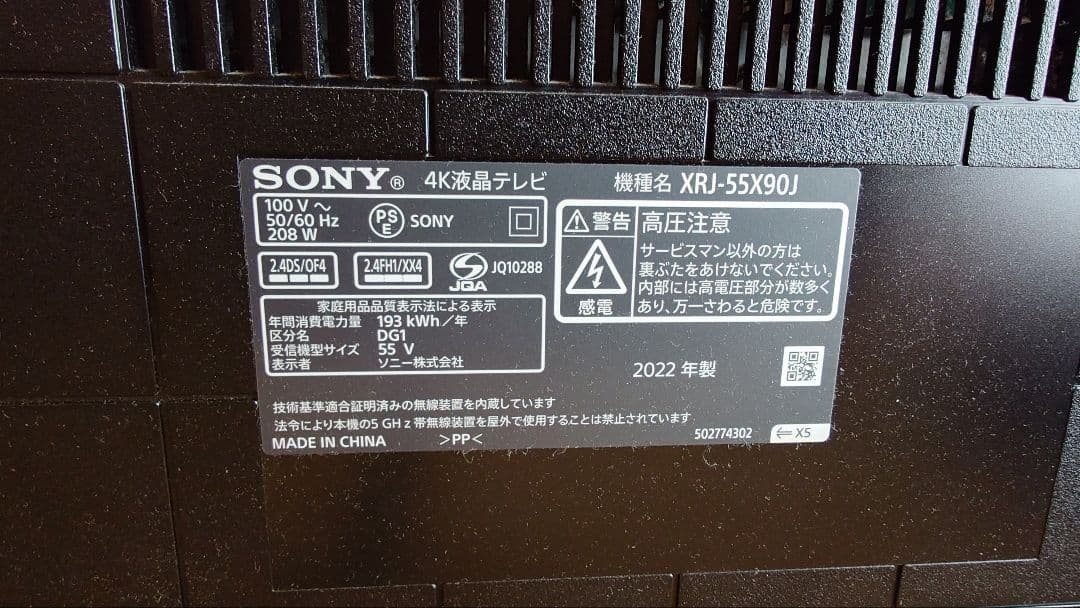 SONY® 4K液晶テレビ 機種名 XRJ-55X90J
100 V ～
50/60 Hz
208 W
PS
E
SONY
2.4DS/OF4
2.4FH1/XX4
JQA
JQ10288
家庭用品品質表示法による表示
年間消費電力量 193 kWh／年
区分名 DG1
受信機型サイズ 55 V
表示者 ソニー株式会社
警告
感電
高圧注意
サービスマン以外の方は
裏ぶたをあけないでください。
内部には高電圧部分が数多く
あり、万一さわると危険です。
2022 年製
技術基準適合証明済みの無線装置を内蔵しています
法令により本機の5 GHｚ帯無線装置を屋外で使用することは禁止されています
MADE IN CHINA >PP<
502774302
X5